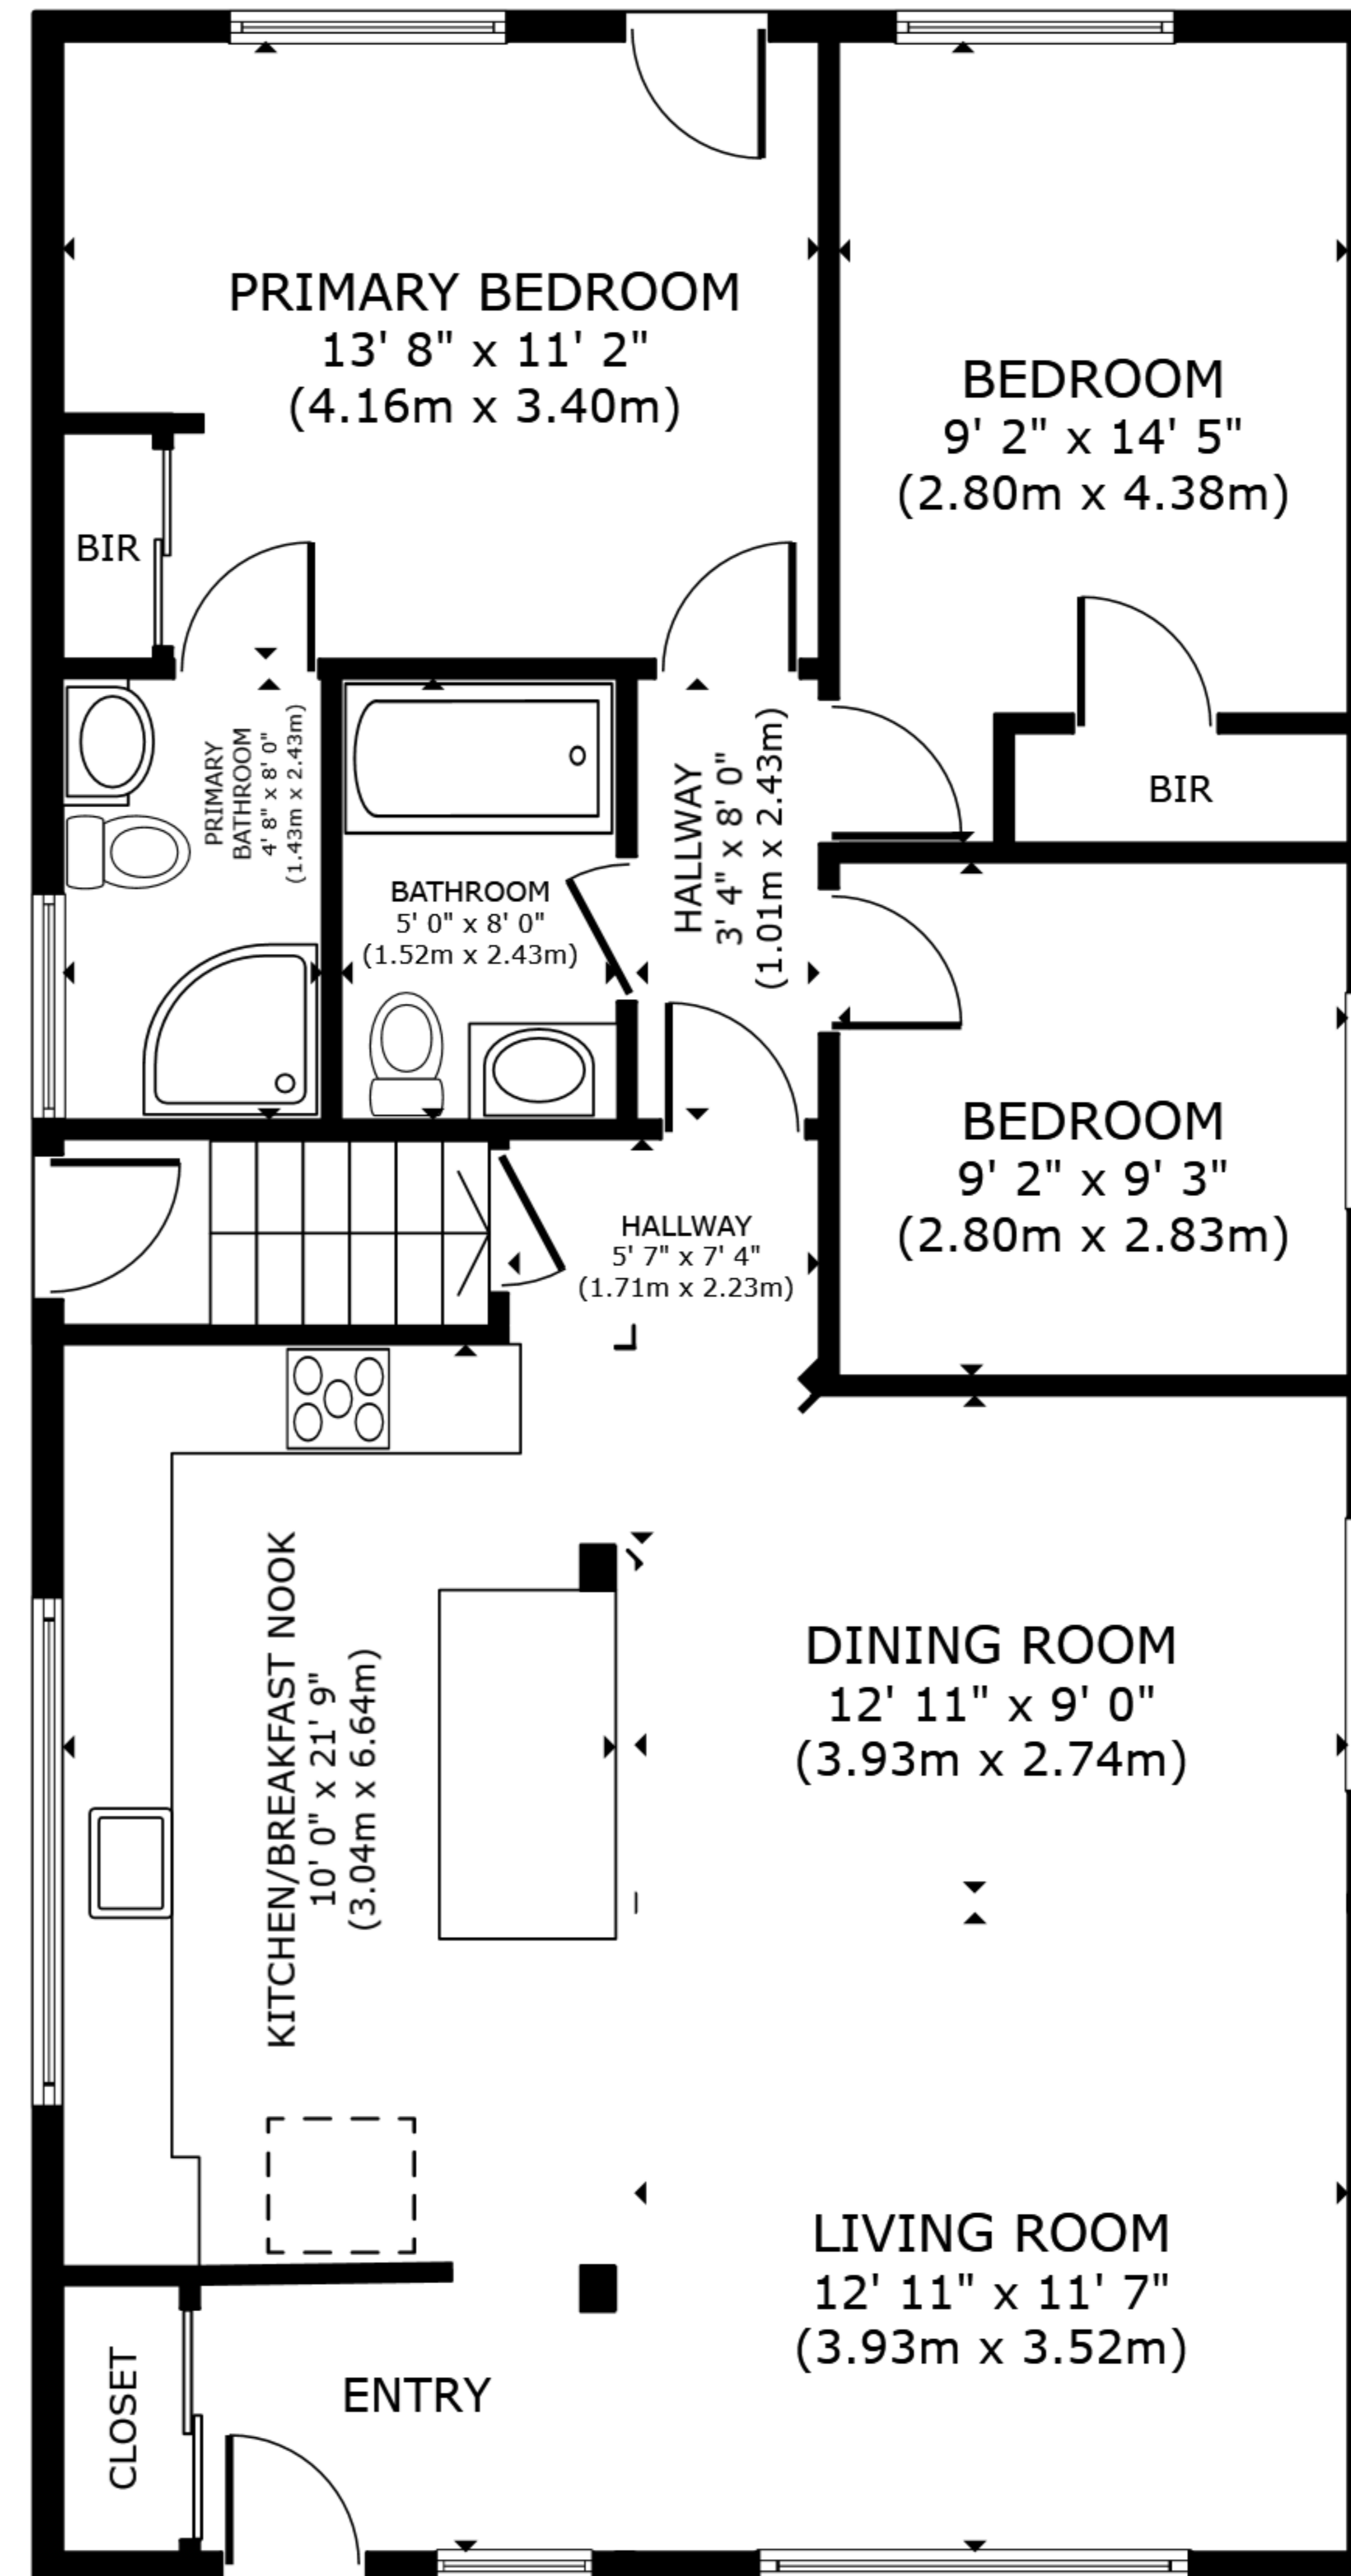 PRIMARY BEDROOM
13' 8" x 11' 2"
(4.16m x 3.40m)
BEDROOM
9' 2" x 14' 5"
(2.80m x 4.38m)
BIR
PRIMARY
BATHROOM
4' 8" x 8' 0"
(1.43m x 2.43m)
BATHROOM
5' 0" x 8' 0"
(1.52m x 2.43m)
HALLWAY
3' 4" x 8' 0"
(1.01m x 2.43m)
BIR
BEDROOM
9' 2" x 9' 3"
(2.80m x 2.83m)
HALLWAY
5' 7" x 7' 4"
(1.71m x 2.23m)
KITCHEN/BREAKFAST NOOK
10' 0" x 21' 9"
(3.04m x 6.64m)
DINING ROOM
12' 11" x 9' 0"
(3.93m x 2.74m)
LIVING ROOM
12' 11" x 11' 7"
(3.93m x 3.52m)
CLOSET
ENTRY